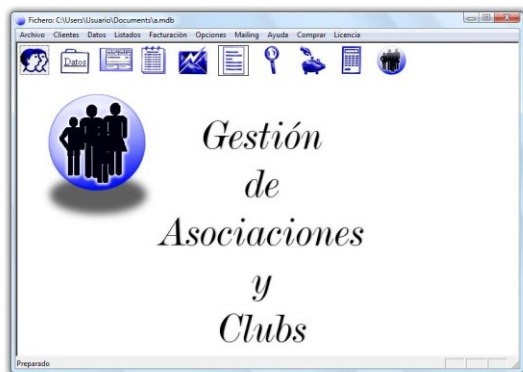 Fichero: C:\Users\Usuario\Documents\a.mdb
Archivo Clientes Datos Listados Facturación Opciones Mailing Ayuda Comprar Licencia
Datos
Gestión
de
Asociaciones
y
Clubs
Preparado